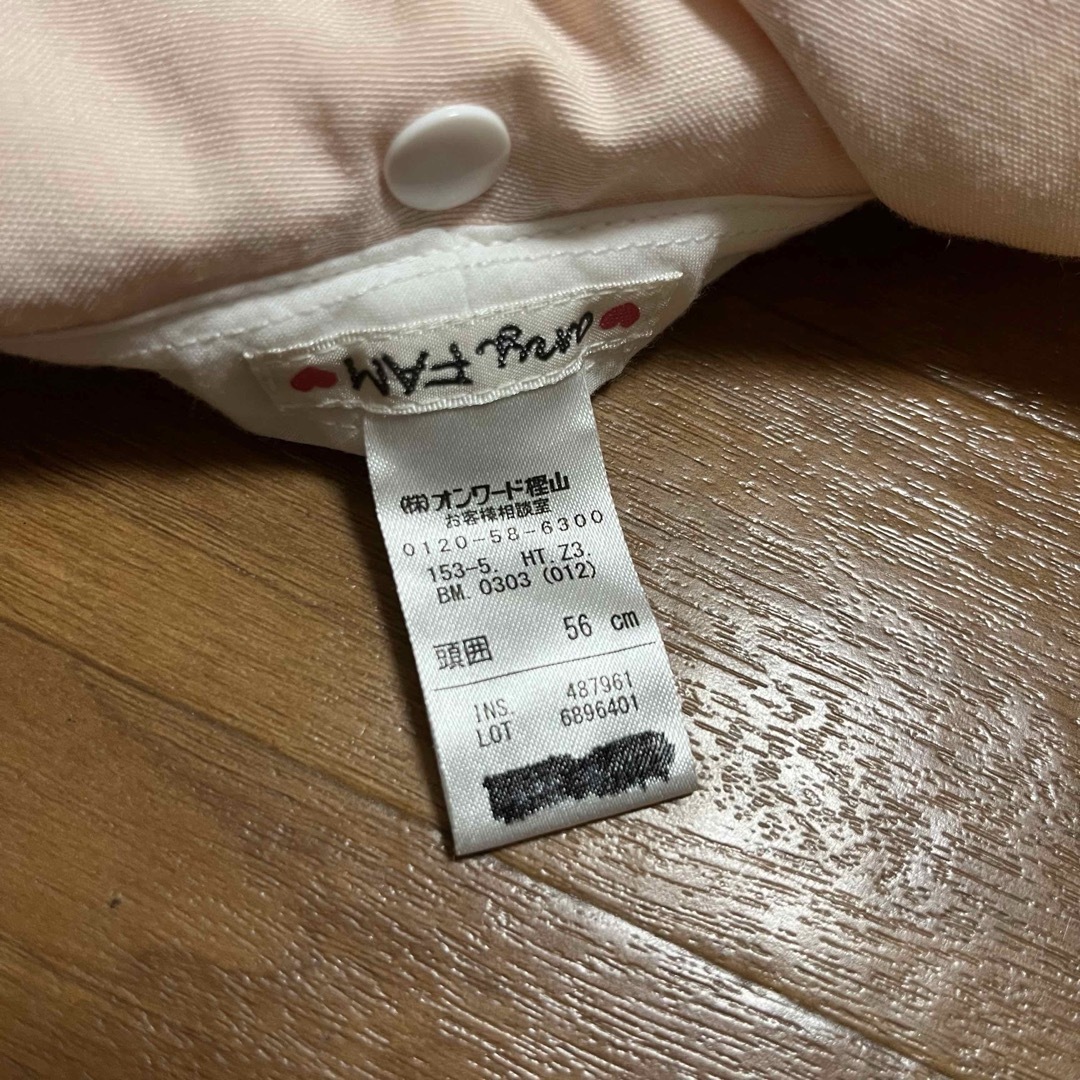 any FAM
(株)オンワード樫山
お客様相談室
0120-58-6300
153-5. HT.Z3.
BM.0303(012)
頭囲 56 cm
INS. 487961
LOT 6896401